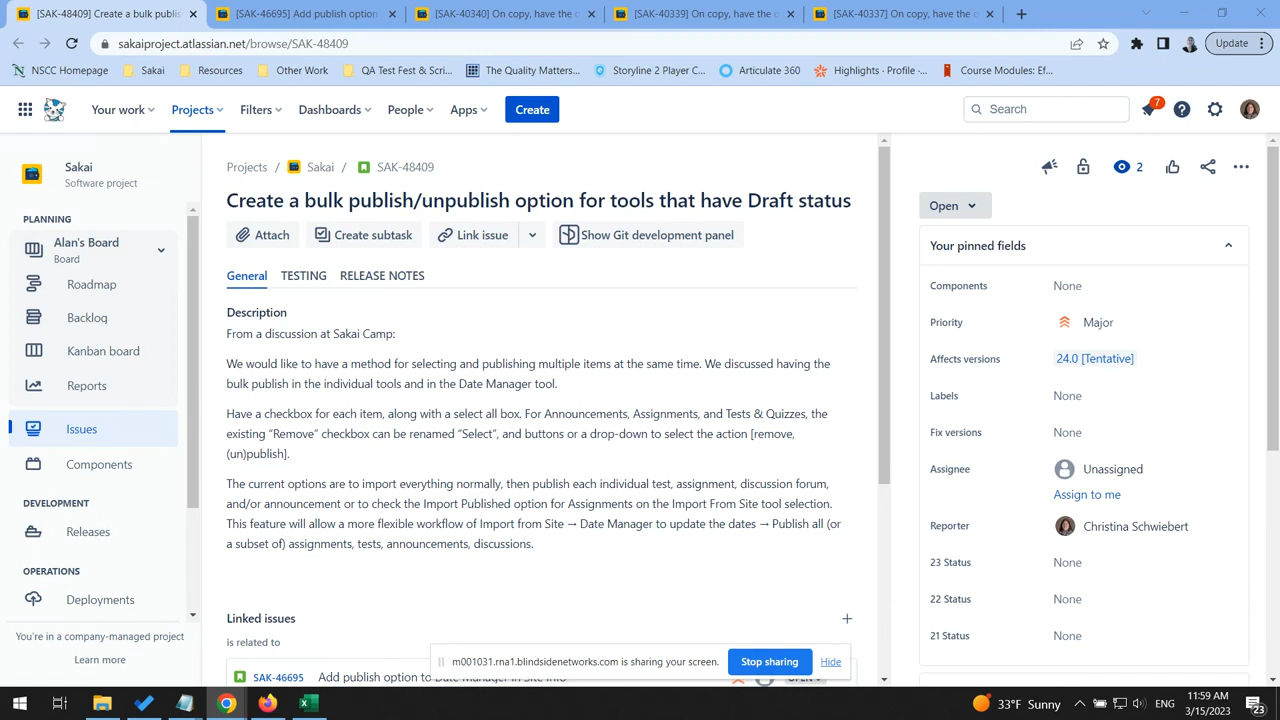 [SAK-48409] Create a bulk publis
[SAK-46695] Add publish option
[SAK-40340] On copy, have the c
[SAK-40339] On copy, have the c
[SAK-40337] On copy, have the c
sakaiproject.atlassian.net/browse/SAK-48409
Update
NSCC Homepage
Sakai
Resources
Other Work
QA Test Fest & Scri...
The Quality Matters...
Storyline 2 Player C...
Articulate 360
Highlights · Profile ·...
Course Modules: Ef...
Your work
Projects
Filters
Dashboards
People
Apps
Create
Search
7
Sakai
Software project
PLANNING
Alan's Board
Board
Roadmap
Backlog
Kanban board
Reports
Issues
Components
DEVELOPMENT
Releases
OPERATIONS
Deployments
You're in a company-managed project
Learn more
Projects / Sakai / SAK-48409
Create a bulk publish/unpublish option for tools that have Draft status
Attach
Create subtask
Link issue
Show Git development panel
General
TESTING
RELEASE NOTES
Description
From a discussion at Sakai Camp:
We would like to have a method for selecting and publishing multiple items at the same time. We discussed having the
bulk publish in the individual tools and in the Date Manager tool.
Have a checkbox for each item, along with a select all box. For Announcements, Assignments, and Tests & Quizzes, the
existing “Remove” checkbox can be renamed “Select”, and buttons or a drop-down to select the action [remove,
(un)publish].
The current options are to import everything normally, then publish each individual test, assignment, discussion forum,
and/or announcement or to check the Import Published option for Assignments on the Import From Site tool selection.
This feature will allow a more flexible workflow of Import from Site → Date Manager to update the dates → Publish all (or
a subset of) assignments, tests, announcements, discussions.
Linked issues
is related to
SAK-46695 Add publish option to Date Manager in Site Info
OPEN
m001031.rna1.blindsidenetworks.com is sharing your screen.
Stop sharing
Hide
2
Open
Your pinned fields
Components None
Priority Major
Affects versions 24.0 [Tentative]
Labels None
Fix versions None
Assignee Unassigned
Assign to me
Reporter Christina Schwiebert
23 Status None
22 Status None
21 Status None
33°F Sunny
ENG
11:59 AM
3/15/2023
23